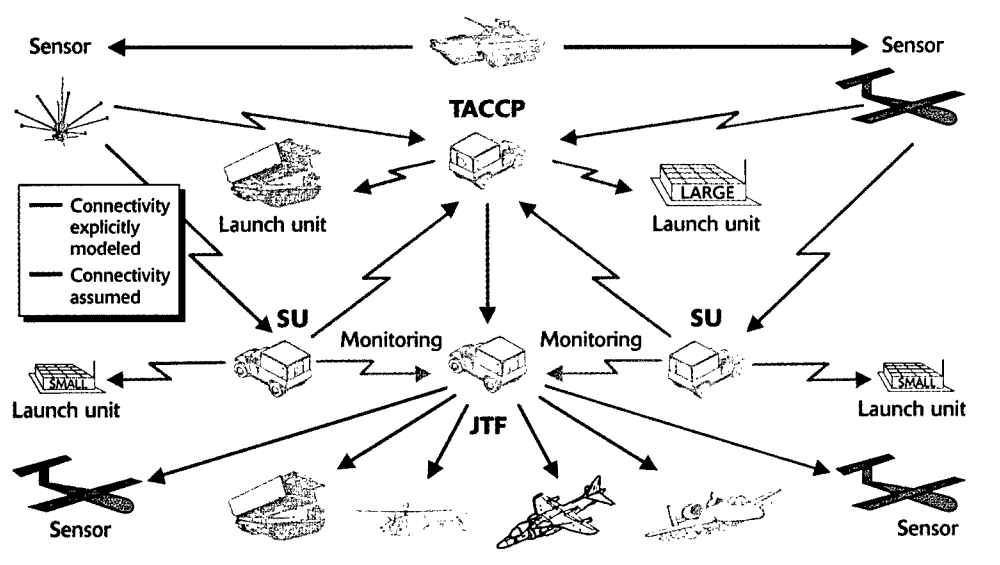 Sensor
Sensor
TACCP
LARGE
Launch unit
Launch unit
Connectivity
explicitly
modeled
Connectivity
assumed
SU
SU
Monitoring
Monitoring
SMALL
SMALL
Launch unit
Launch unit
JTF
Sensor
Sensor